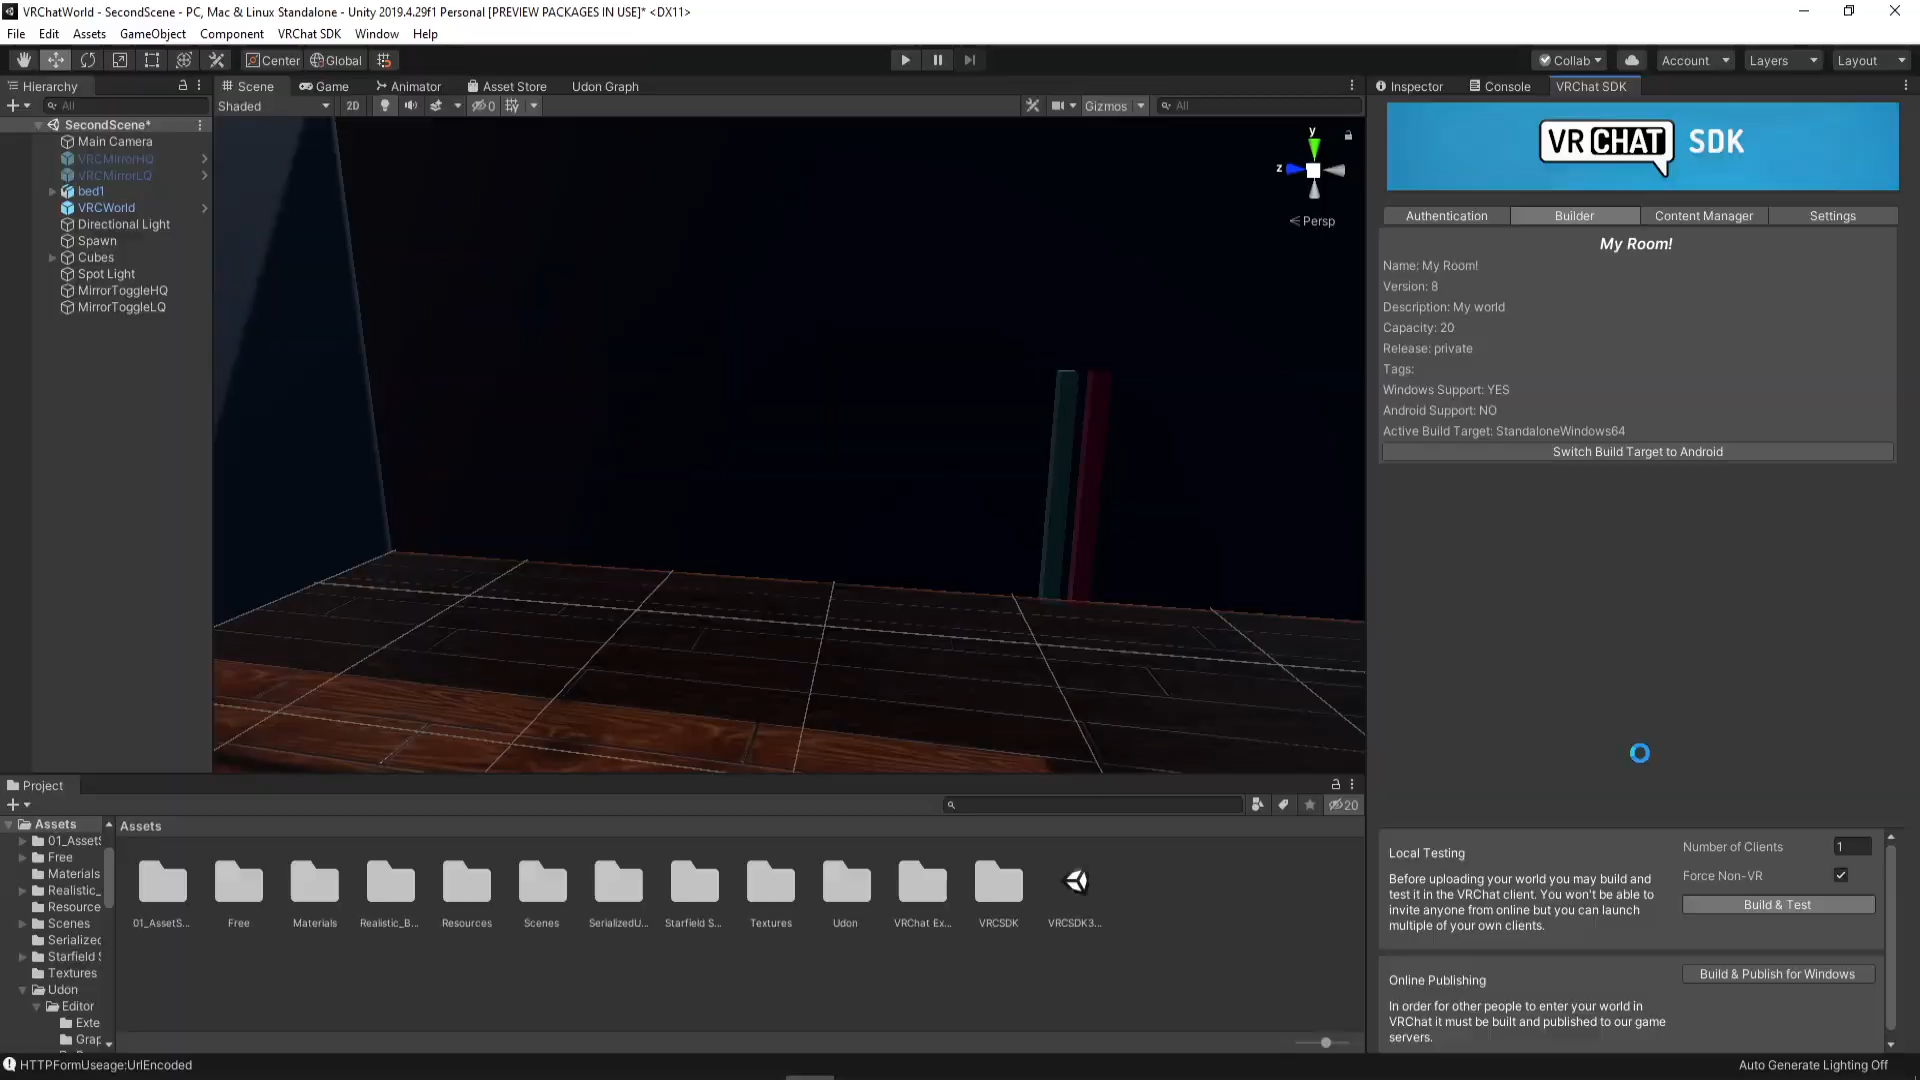 VRChatWorld - SecondScene - PC, Mac & Linux Standalone - Unity 2019.4.29f1 Personal [PREVIEW PACKAGES IN USE]* <DX11>
File Edit Assets GameObject Component VRChat SDK Window Help
Center Global Collab Account Layers Layout
Hierarchy
All
SecondScene*
Main Camera
VRCMirrorHQ
VRCMirrorLQ
bed1
VRCWorld
Directional Light
Spawn
Cubes
Spot Light
MirrorToggleHQ
MirrorToggleLQ
Scene Game Animator Asset Store Udon Graph
Shaded 2D 0 Gizmos All
y
z
Persp
Inspector Console VRChat SDK
VR CHAT SDK
Authentication Builder Content Manager Settings
My Room!
Name: My Room!
Version: 8
Description: My world
Capacity: 20
Release: private
Tags:
Windows Support: YES
Android Support: NO
Active Build Target: StandaloneWindows64
Switch Build Target to Android
Local Testing
Before uploading your world you may build and
test it in the VRChat client. You won't be able to
invite anyone from online but you can launch
multiple of your own clients.
Number of Clients 1
Force Non-VR
Build & Test
Online Publishing
In order for other people to enter your world in
VRChat it must be built and published to our game
servers.
Build & Publish for Windows
Project
20
Assets
01_AssetS
Free
Materials
Realistic_
Resource
Scenes
Serialized
Starfield S
Textures
Udon
Editor
Exte
Grap
Assets
01_AssetS... Free Materials Realistic_B... Resources Scenes SerializedU... Starfield S... Textures Udon VRChat Ex... VRCSDK VRCSDK3...
HTTPFormUseage:UrlEncoded
Auto Generate Lighting Off